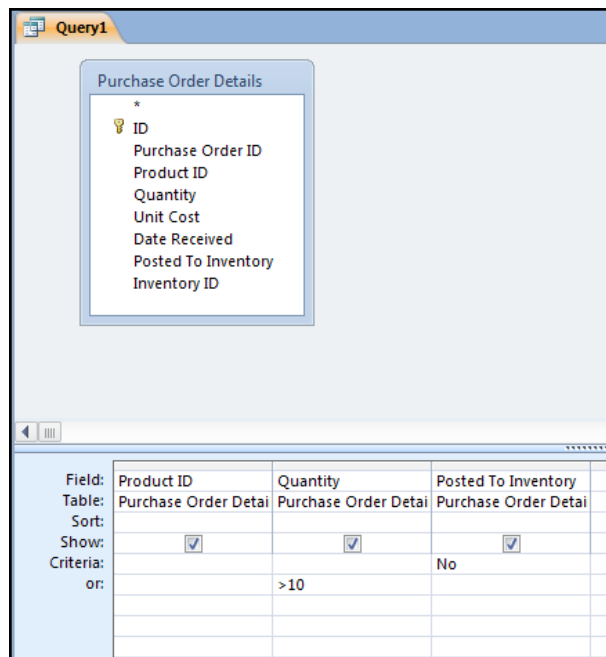 Query1
Purchase Order Details
*
ID
Purchase Order ID
Product ID
Quantity
Unit Cost
Date Received
Posted To Inventory
Inventory ID
Field: Product ID Quantity Posted To Inventory
Table: Purchase Order Detai Purchase Order Detai Purchase Order Detai
Sort:
Show:
Criteria: No
or: >10